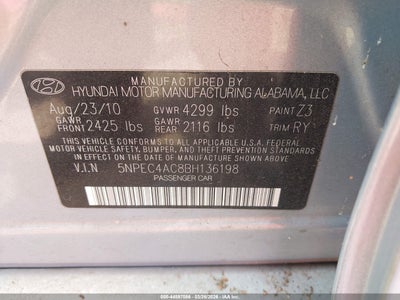 HYUNDAI MOTOR MANUFACTURING ALABAMA, LLC
Aug/23/10 GVWR 4299 lbs PAINT Z3
GAWR FRONT 2425 lbs GAWR REAR 2116 lbs TRIM RY
THIS VEHICLE CONFORMS TO ALL APPLICABLE U.S. FEDERAL
MOTOR VEHICLE SAFETY, BUMPER, AND THEFT PREVENTION
STANDARDS IN EFFECT ON THE DATE OF MANUFACTURE SHOWN ABOVE.
V.I.N 5NPEC4AC8BH136198
PASSENGER CAR